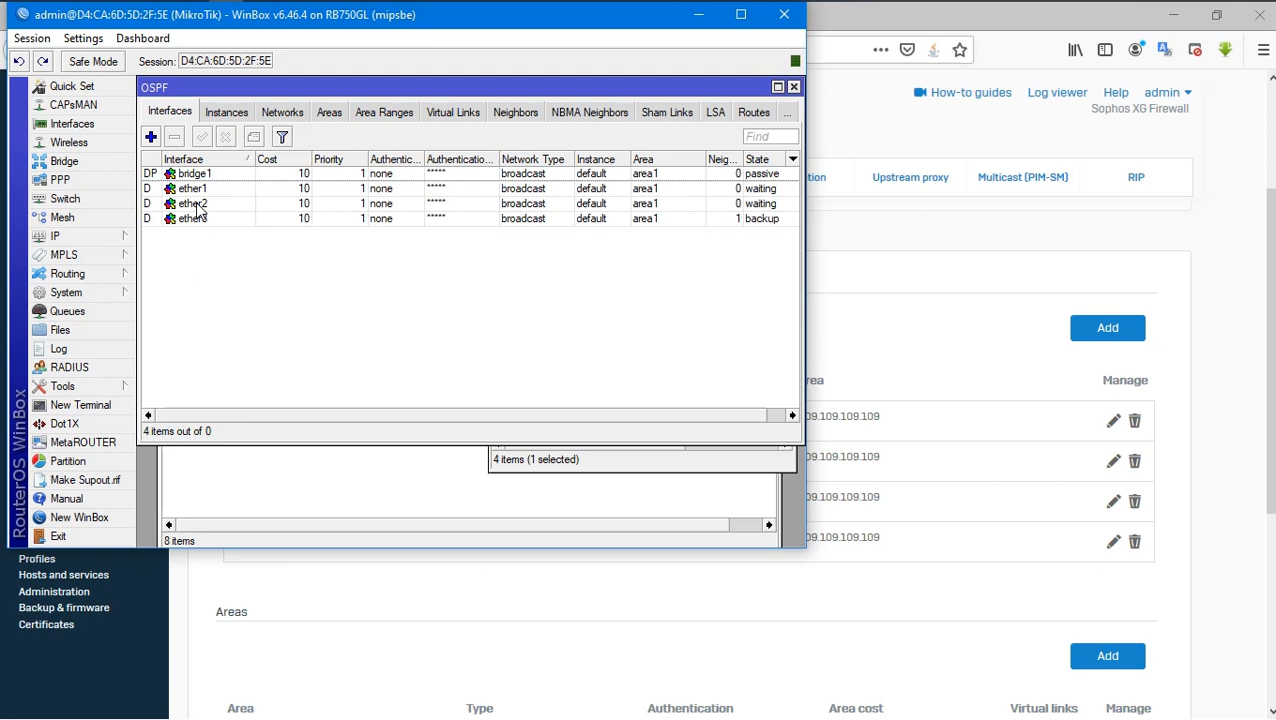 admin@D4:CA:6D:5D:2F:5E (MikroTik) - WinBox v6.46.4 on RB750GL (mipsbe)
Session Settings Dashboard
Safe Mode Session: D4:CA:6D:5D:2F:5E
Quick Set
CAPsMAN
Interfaces
Wireless
Bridge
PPP
Switch
Mesh
IP
MPLS
Routing
System
Queues
Files
Log
RADIUS
Tools
New Terminal
Dot1X
MetaROUTER
Partition
Make Supout.rif
Manual
New WinBox
Exit
RouterOS WinBox
OSPF
Interfaces Instances Networks Areas Area Ranges Virtual Links Neighbors NBMA Neighbors Sham Links LSA Routes ...
Find
Interface Cost Priority Authentic... Authenticatio... Network Type Instance Area Neig... State
DP bridge1 10 1 none ***** broadcast default area1 0 passive
D ether1 10 1 none ***** broadcast default area1 0 waiting
D ether2 10 1 none ***** broadcast default area1 0 waiting
D ether3 10 1 none ***** broadcast default area1 1 backup
4 items out of 0
4 items (1 selected)
8 items
How-to guides Log viewer Help admin
Sophos XG Firewall
Upstream proxy Multicast (PIM-SM) RIP
Add
Manage
09.109.109.109
09.109.109.109
09.109.109.109
09.109.109.109
Profiles
Hosts and services
Administration
Backup & firmware
Certificates
Areas
Add
Area Type Authentication Area cost Virtual links Manage